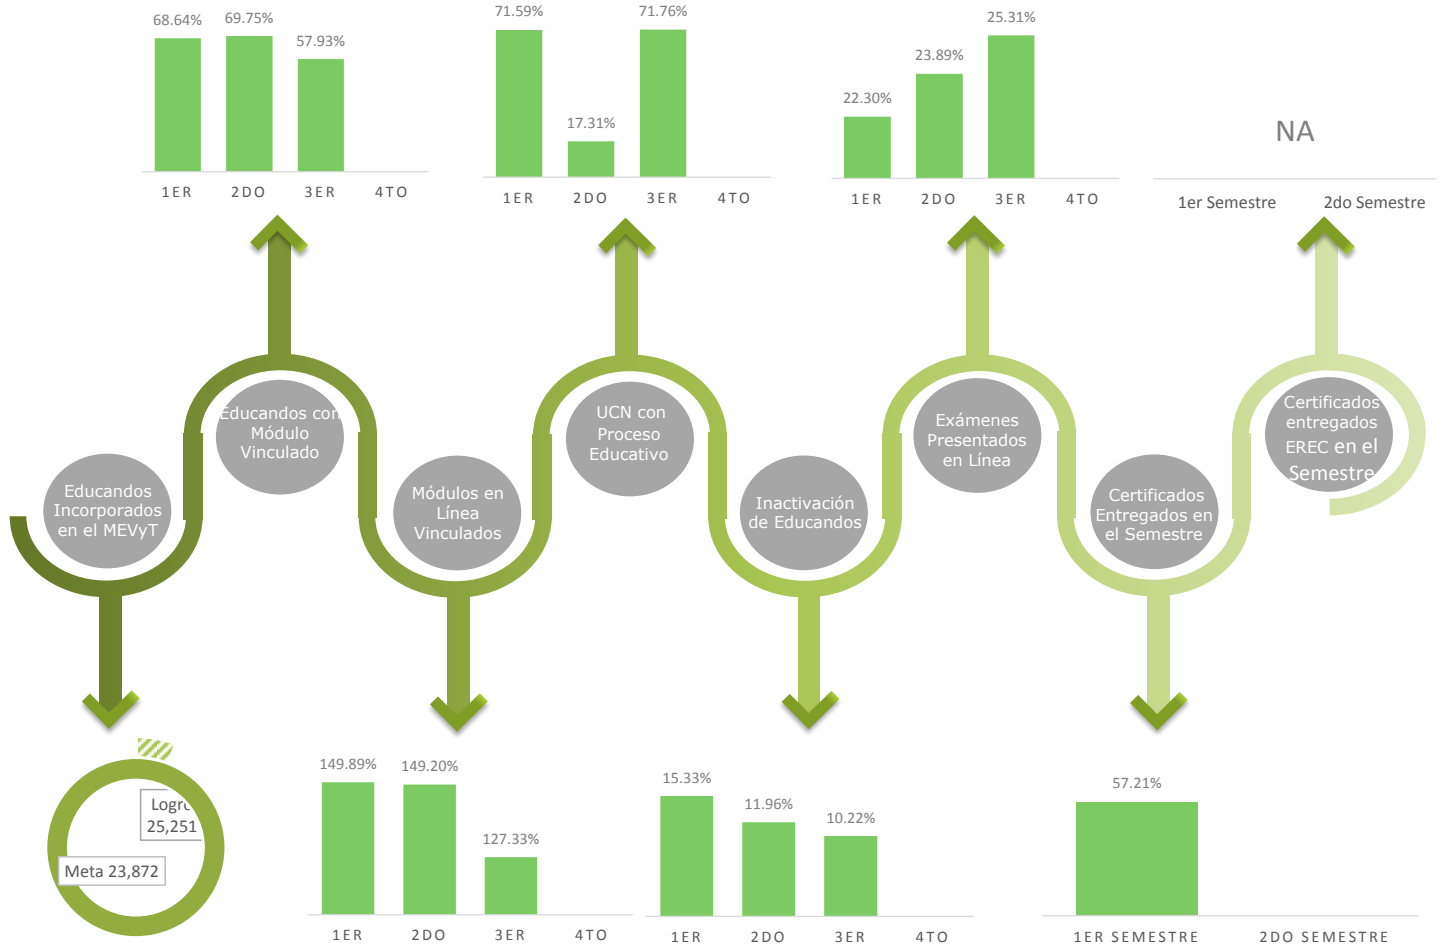 68.64%
69.75%
57.93%
1ER
2DO
3ER
4TO
71.59%
17.31%
71.76%
1ER
2DO
3ER
4TO
22.30%
23.89%
25.31%
1ER
2DO
3ER
4TO
NA
1er Semestre
2do Semestre
Educandos
Incorporados
en el MEVyT
Educandos con
Módulo
Vinculado
Módulos en
Línea
Vinculados
UCN con
Proceso
Educativo
Inactivación
de Educandos
Exámenes
Presentados
en Línea
Certificados
Entregados en
el Semestre
Certificados
entregados
EREC en el
Semestre
Logro
25,251
Meta 23,872
149.89%
149.20%
127.33%
1ER
2DO
3ER
4TO
15.33%
11.96%
10.22%
1ER
2DO
3ER
4TO
57.21%
1ER SEMESTRE
2DO SEMESTRE